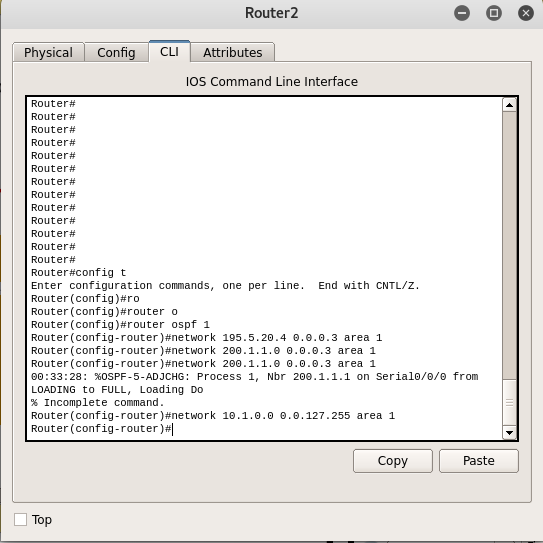 Router2
Physical Config CLI Attributes
IOS Command Line Interface
Router#
Router#
Router#
Router#
Router#
Router#
Router#
Router#
Router#
Router#
Router#
Router#
Router#
Router#config t
Enter configuration commands, one per line.  End with CNTL/Z.
Router(config)#ro
Router(config)#router o
Router(config)#router ospf 1
Router(config-router)#network 195.5.20.4 0.0.0.3 area 1
Router(config-router)#network 200.1.1.0 0.0.0.3 area 1
Router(config-router)#network 200.1.1.0 0.0.0.3 area 1
00:33:28: %OSPF-5-ADJCHG: Process 1, Nbr 200.1.1.1 on Serial0/0/0 from
LOADING to FULL, Loading Do
% Incomplete command.
Router(config-router)#network 10.1.0.0 0.0.127.255 area 1
Router(config-router)#
Copy Paste
Top